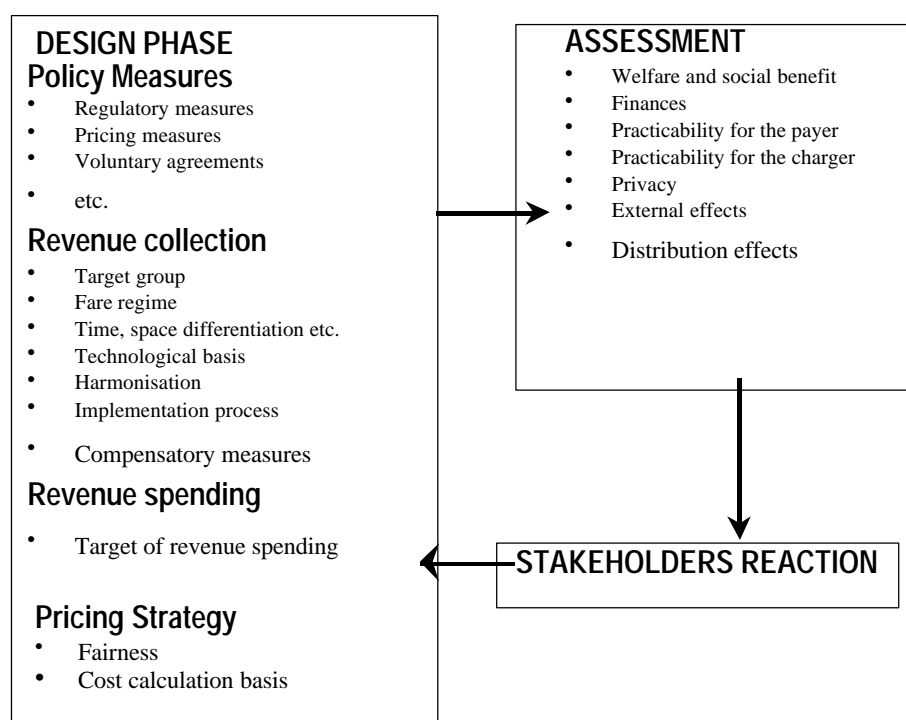 DESIGN PHASE
Policy Measures
• Regulatory measures
• Pricing measures
• Voluntary agreements
• etc.
Revenue collection
• Target group
• Fare regime
• Time, space differentiation etc.
• Technological basis
• Harmonisation
• Implementation process
• Compensatory measures
Revenue spending
• Target of revenue spending
Pricing Strategy
• Fairness
• Cost calculation basis
ASSESSMENT
• Welfare and social benefit
• Finances
• Practicability for the payer
• Practicability for the charger
• Privacy
• External effects
• Distribution effects
STAKEHOLDERS REACTION